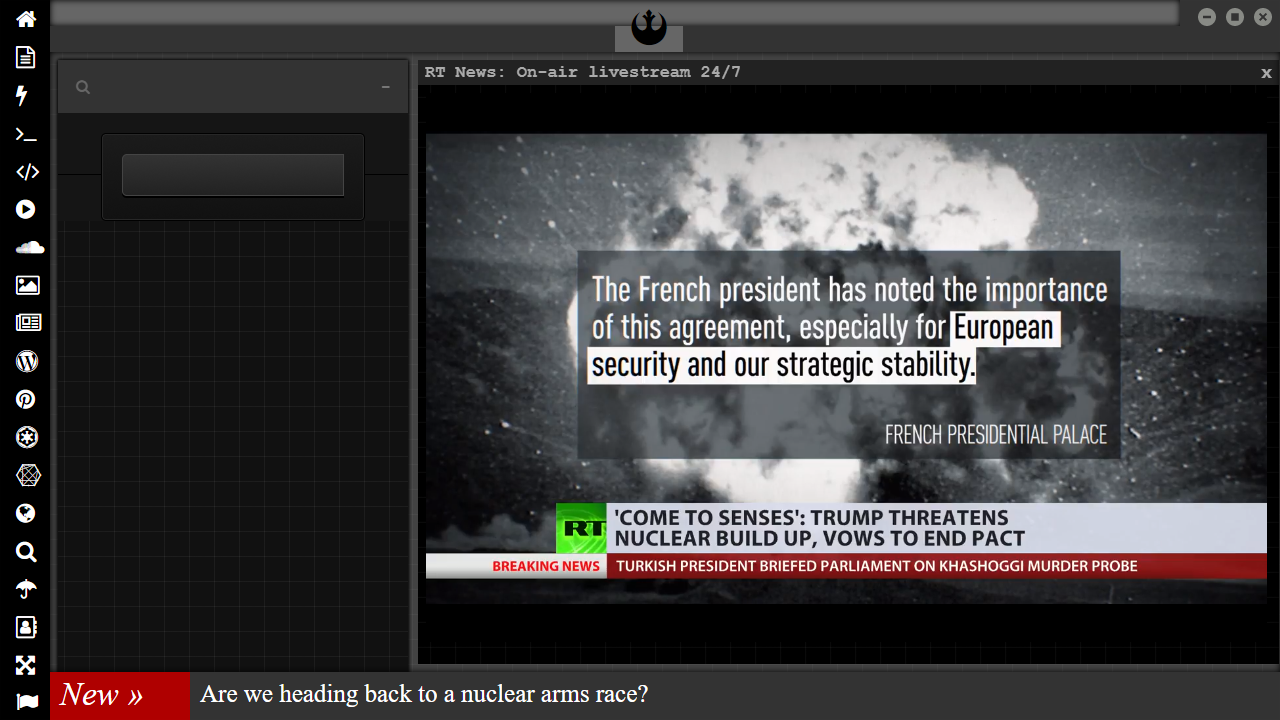 RT News: On-air livestream 24/7
x
The French president has noted the importance
of this agreement, especially for European
security and our strategic stability.
FRENCH PRESIDENTIAL PALACE
RT
'COME TO SENSES': TRUMP THREATENS
NUCLEAR BUILD UP, VOWS TO END PACT
BREAKING NEWS
TURKISH PRESIDENT BRIEFED PARLIAMENT ON KHASHOGGI MURDER PROBE
New »
Are we heading back to a nuclear arms race?